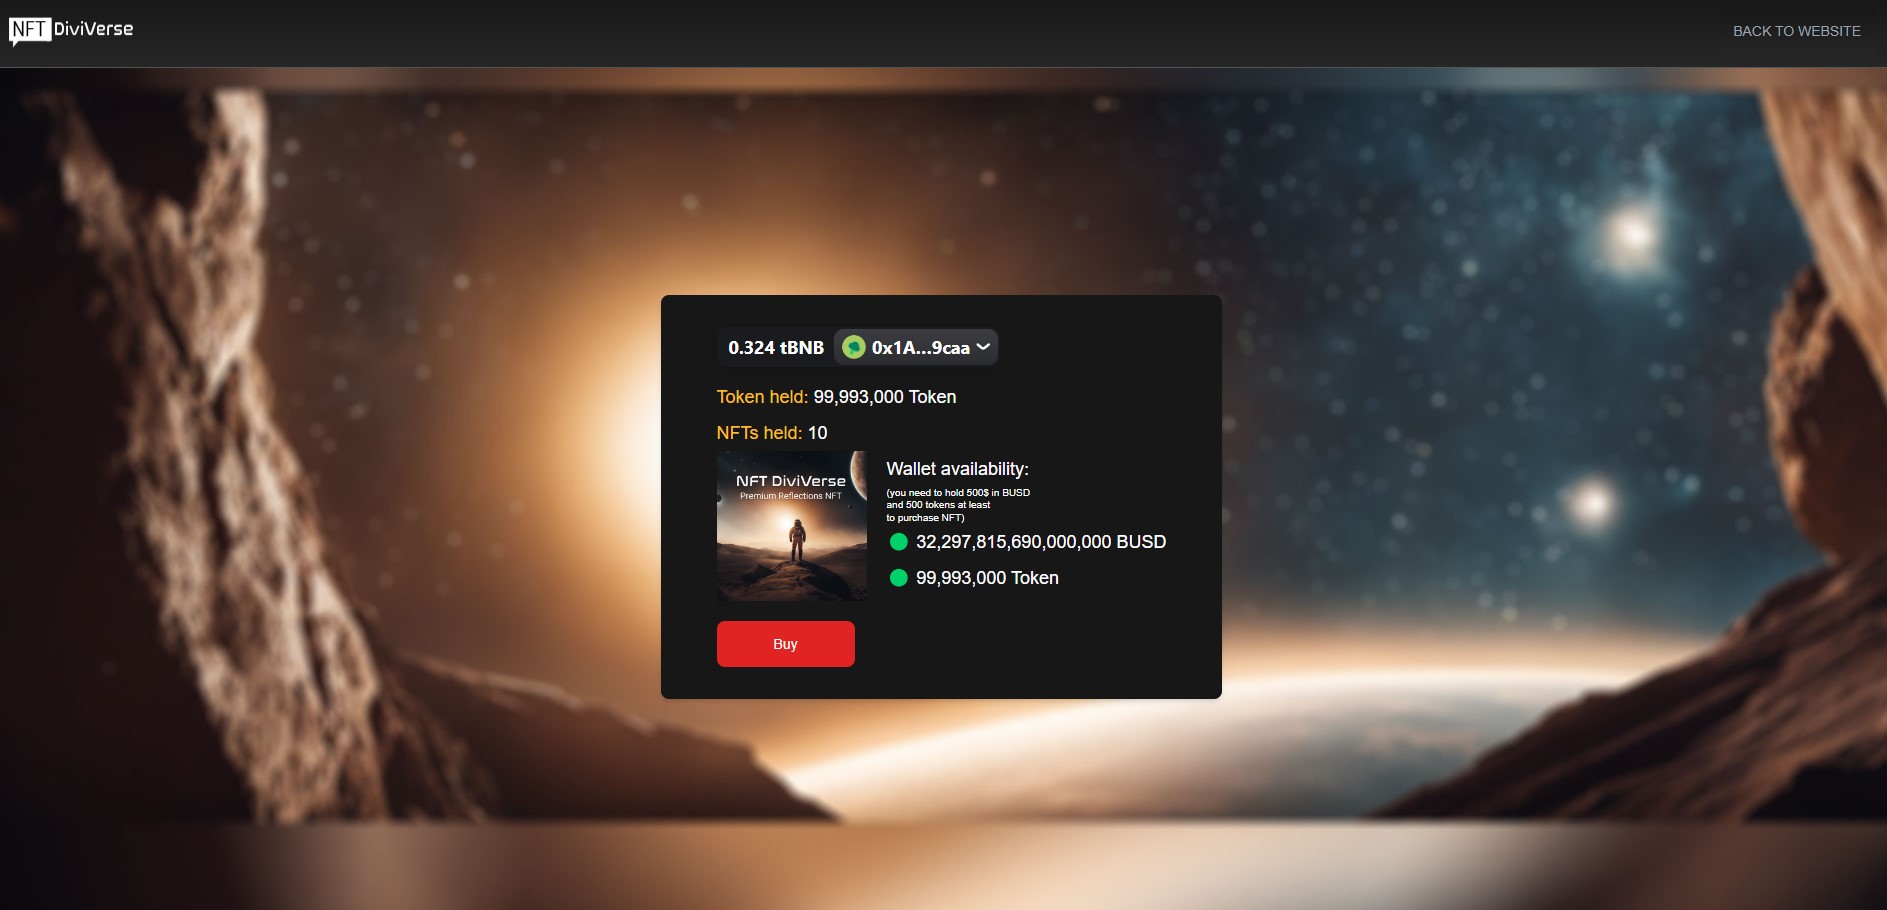 NFT DiviVerse
BACK TO WEBSITE
0.324 tBNB 0x1A...9caa
Token held: 99,993,000 Token
NFTs held: 10
NFT DiviVerse
Premium Reflections NFT
Wallet availability:
(you need to hold 500$ in BUSD
and 500 tokens at least
to purchase NFT)
32,297,815,690,000,000 BUSD
99,993,000 Token
Buy